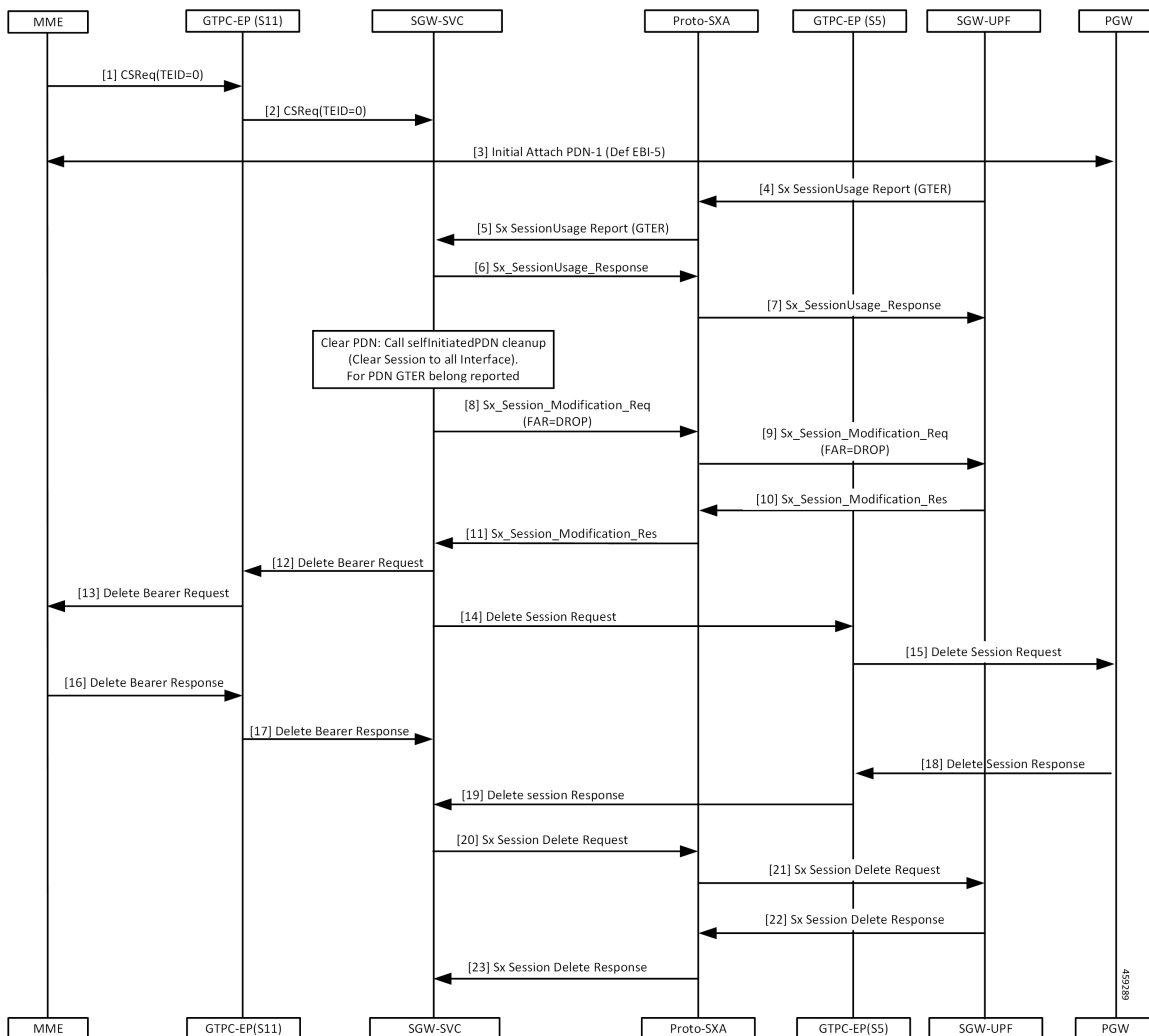 MME
GTPC-EP (S11)
SGW-SVC
Proto-SXA
GTPC-EP (S5)
SGW-UPF
PGW
[1] CSReq(TEID=0)
[2] CSReq(TEID=0)
[3] Initial Attach PDN-1 (Def EBI-5)
[4] Sx SessionUsage Report (GTER)
[5] Sx SessionUsage Report (GTER)
[6] Sx_SessionUsage_Response
[7] Sx_SessionUsage_Response
Clear PDN: Call selfInitiatedPDN cleanup
(Clear Session to all Interface).
For PDN GTER belong reported
[8] Sx_Session_Modification_Req
(FAR=DROP)
[9] Sx_Session_Modification_Req
(FAR=DROP)
[10] Sx_Session_Modification_Res
[11] Sx_Session_Modification_Res
[12] Delete Bearer Request
[13] Delete Bearer Request
[14] Delete Session Request
[15] Delete Session Request
[16] Delete Bearer Response
[17] Delete Bearer Response
[18] Delete Session Response
[19] Delete session Response
[20] Sx Session Delete Request
[21] Sx Session Delete Request
[22] Sx Session Delete Response
[23] Sx Session Delete Response
459289
MME
GTPC-EP(S11)
SGW-SVC
Proto-SXA
GTPC-EP(S5)
SGW-UPF
PGW